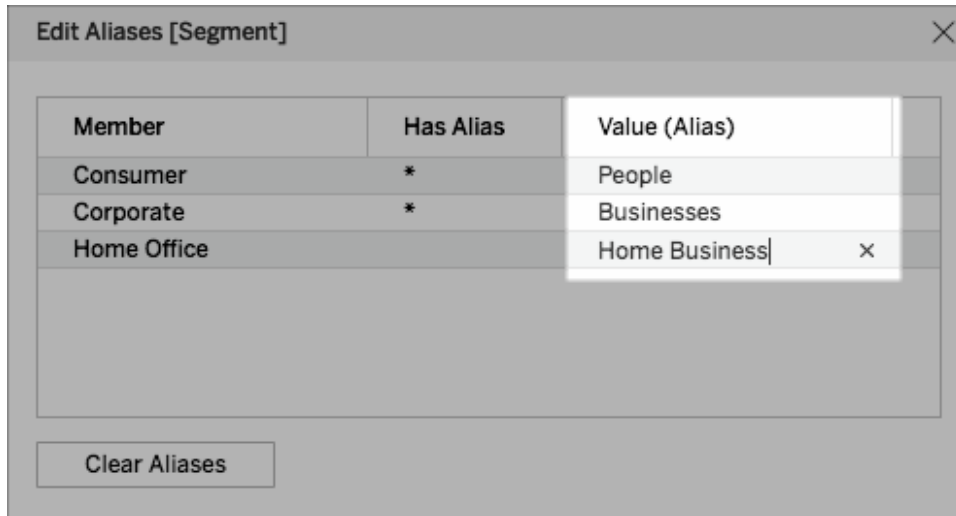 Edit Aliases [Segment]
Member Has Alias Value (Alias)
Consumer * People
Corporate * Businesses
Home Office Home Business
Clear Aliases